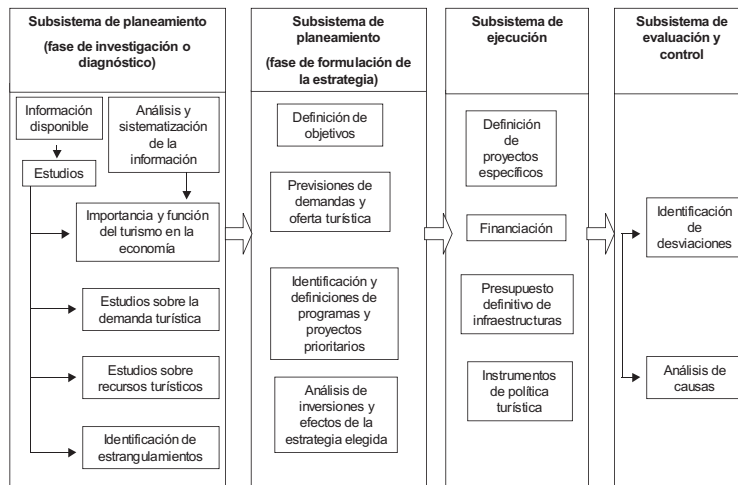 Subsistema de planeamiento
(fase de investigación o
diagnóstico)
Información
disponible
Análisis y
sistematización
de la
información
Estudios
Importancia y función
del turismo en la
economía
Estudios sobre la
demanda turística
Estudios sobre
recursos turísticos
Identificación de
estrangulamientos
Subsistema de
planeamiento
(fase de formulación de
la estrategia)
Definición de
objetivos
Previsiones de
demandas y
oferta turística
Identificación y
definiciones de
programas y
proyectos
prioritarios
Análisis de
inversiones y
efectos de la
estrategia elegida
Subsistema de
ejecución
Definición
de
proyectos
específicos
Financiación
Presupuesto
definitivo de
infraestructuras
Instrumentos
de política
turística
Subsistema de
evaluación y
control
Identificación
de
desviaciones
Análisis de
causas